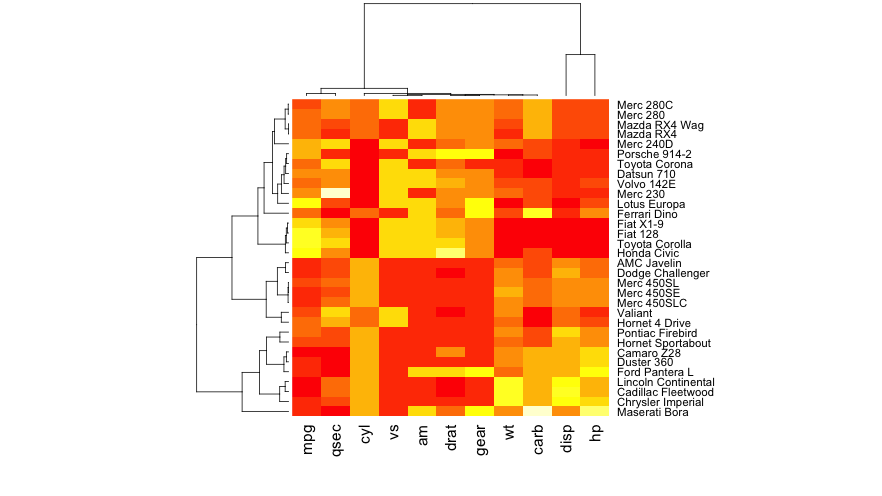 Merc 280C
Merc 280
Mazda RX4 Wag
Mazda RX4
Merc 240D
Porsche 914-2
Toyota Corona
Datsun 710
Volvo 142E
Merc 230
Lotus Europa
Ferrari Dino
Fiat X1-9
Fiat 128
Toyota Corolla
Honda Civic
AMC Javelin
Dodge Challenger
Merc 450SL
Merc 450SE
Merc 450SLC
Valiant
Hornet 4 Drive
Pontiac Firebird
Hornet Sportabout
Camaro Z28
Duster 360
Ford Pantera L
Lincoln Continental
Cadillac Fleetwood
Chrysler Imperial
Maserati Bora
mpg
qsec
cyl
vs
am
drat
gear
wt
carb
disp
hp